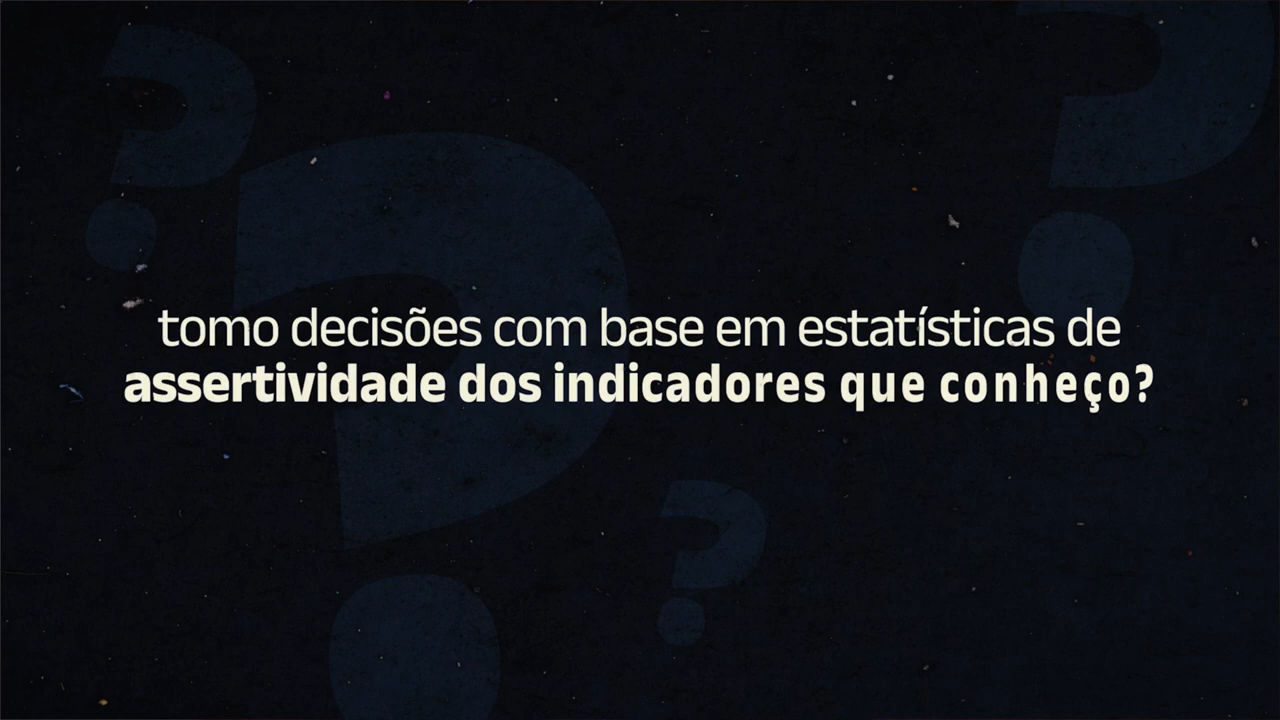 tomo decisões com base em estatísticas de
assertividade dos indicadores que conheço?